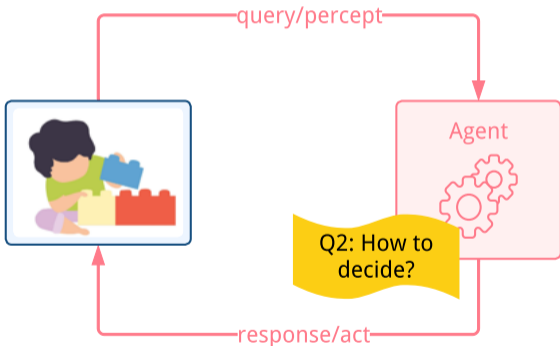 query/percept
Agent
Q2: How to
decide?
response/act